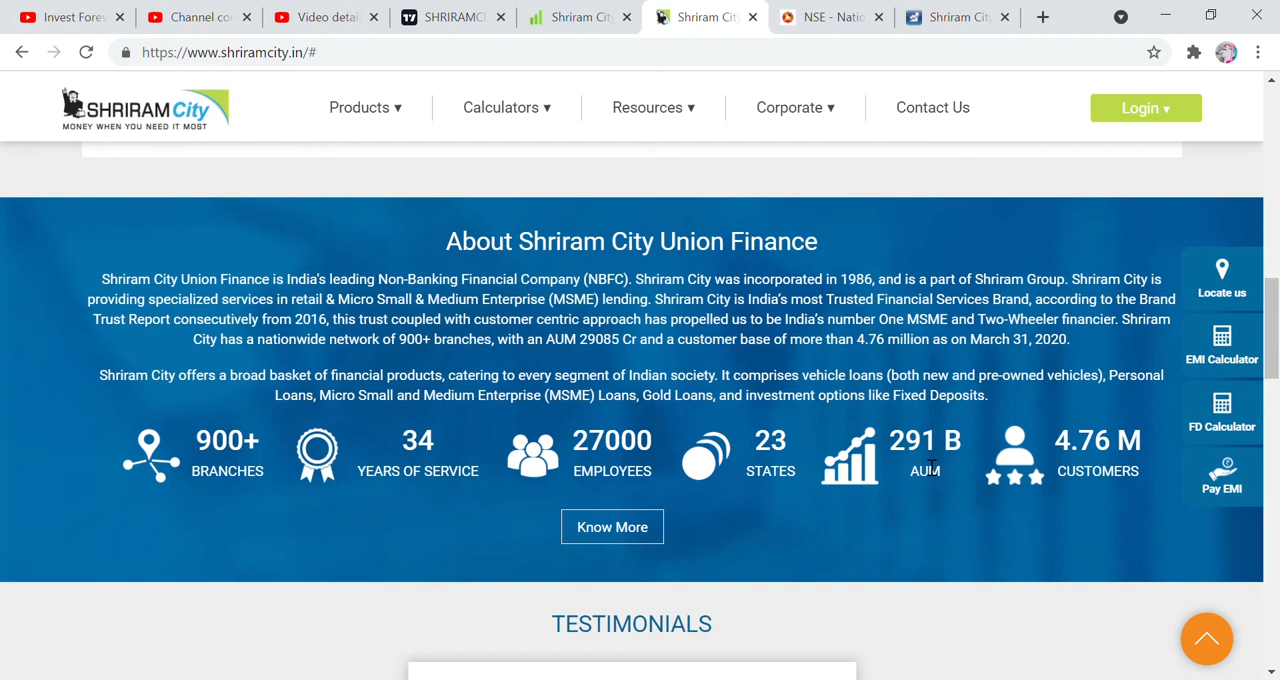 Invest Forev
Channel co
Video detai
SHRIRAMCI
Shriram City
Shriram City
NSE - Natio
Shriram City
https://www.shriramcity.in/#
SHRIRAM City
MONEY WHEN YOU NEED IT MOST
Products ▾
Calculators ▾
Resources ▾
Corporate ▾
Contact Us
Login ▾
About Shriram City Union Finance
Shriram City Union Finance is India's leading Non-Banking Financial Company (NBFC). Shriram City was incorporated in 1986, and is a part of Shriram Group. Shriram City is
providing specialized services in retail & Micro Small & Medium Enterprise (MSME) lending. Shriram City is India's most Trusted Financial Services Brand, according to the Brand
Trust Report consecutively from 2016, this trust coupled with customer centric approach has propelled us to be India's number One MSME and Two-Wheeler financier. Shriram
City has a nationwide network of 900+ branches, with an AUM 29085 Cr and a customer base of more than 4.76 million as on March 31, 2020.
Shriram City offers a broad basket of financial products, catering to every segment of Indian society. It comprises vehicle loans (both new and pre-owned vehicles), Personal
Loans, Micro Small and Medium Enterprise (MSME) Loans, Gold Loans, and investment options like Fixed Deposits.
900+
BRANCHES
34
YEARS OF SERVICE
27000
EMPLOYEES
23
STATES
291 B
AUM
4.76 M
CUSTOMERS
Know More
Locate us
EMI Calculator
FD Calculator
Pay EMI
TESTIMONIALS